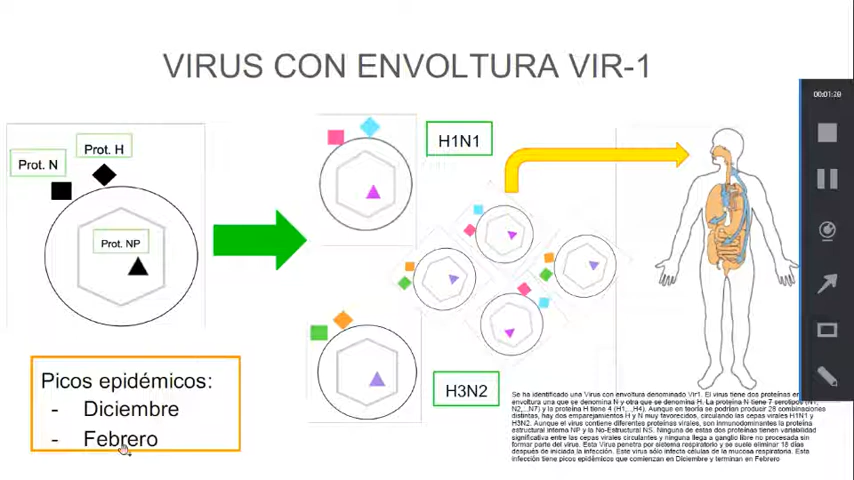 VIRUS CON ENVOLTURA VIR-1
00:01:20
Prot. H
Prot. N
Prot. NP
H1N1
H3N2
Picos epidémicos:
- Diciembre
- Febrero
Se ha identificado una Virus con envoltura denominado Vir1. El virus tiene dos proteínas en
envoltura una que se denomina N y otra que se denomina H. La proteína N tiene 7 serotipos (N1,
N2,..,N7) y la proteína H tiene 4 (H1,..,H4). Aunque en teoría se podrían producir 28 combinaciones
distintas, hay dos emparejamientos H y N muy favorecidos, circulando las cepas virales H1N1 y
H3N2. Aunque el virus contiene diferentes proteínas virales, son inmunodominantes la proteína
estructural interna NP y la No-Estructural NS. Ninguna de estas dos proteínas tienen variabilidad
significativa entre las cepas virales circulantes y ninguna llega a ganglio libre no procesada sin
formar parte del virus. Esta Virus penetra por sistema respiratorio y se suele eliminar 15 días
después de iniciada la infección. Este virus sólo infecta células de la mucosa respiratoria. Esta
infección tiene picos epidémicos que comienzan en Diciembre y terminan en Febrero